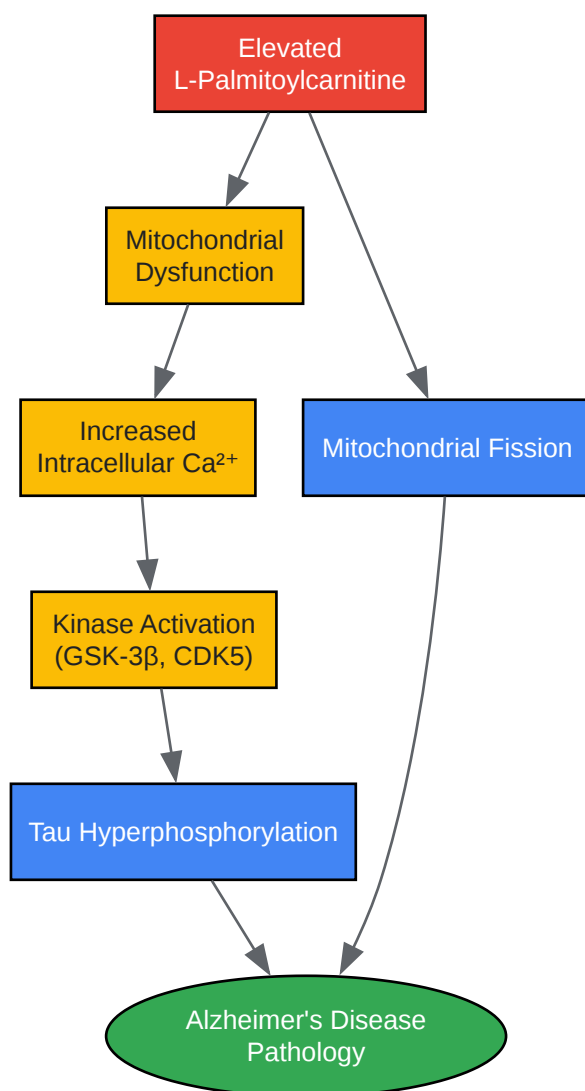 Elevated
L-Palmitoylcarnitine
Mitochondrial
Dysfunction
Increased
Intracellular Ca²⁺
Mitochondrial Fission
Kinase Activation
(GSK-3β, CDK5)
Tau Hyperphosphorylation
Alzheimer's Disease
Pathology